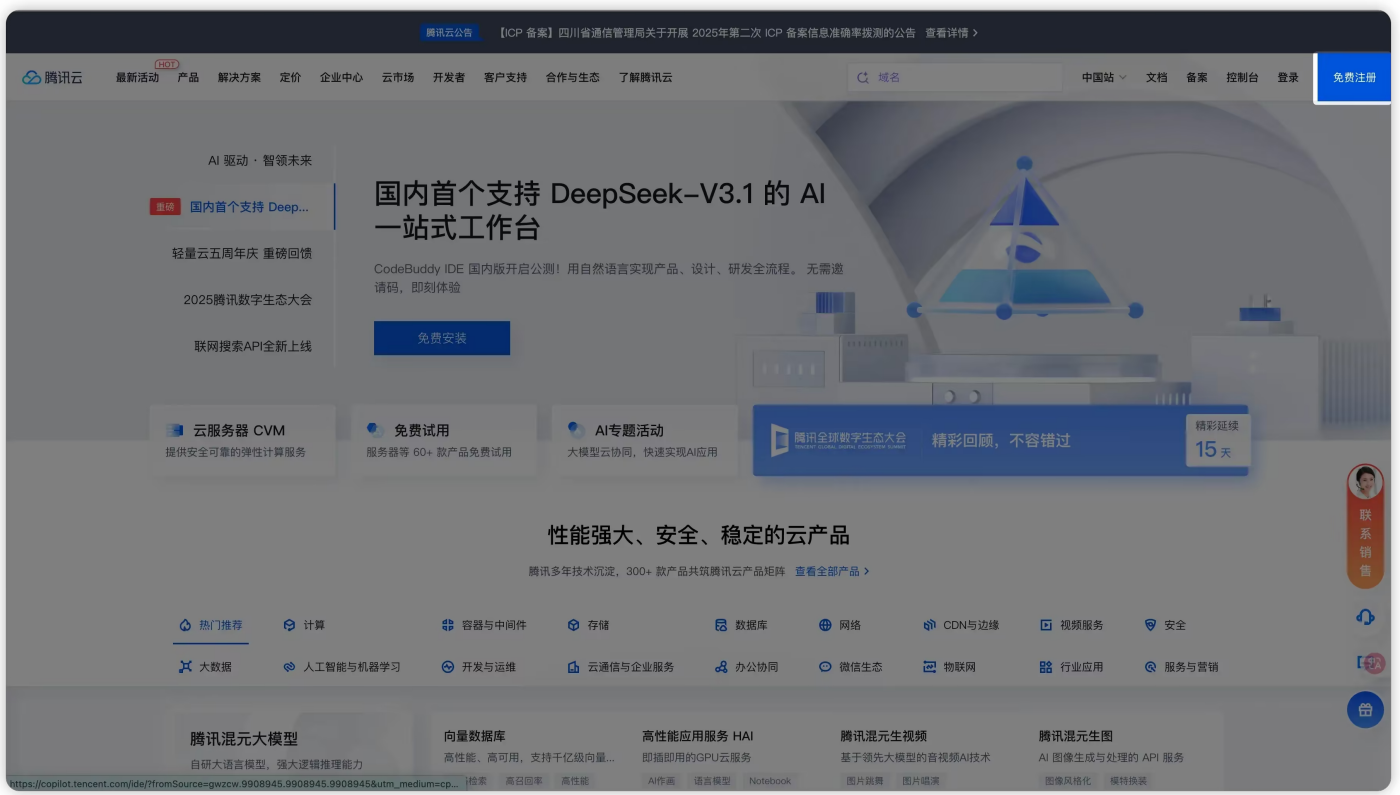 腾讯云公告 【ICP 备案】四川省通信管理局关于开展 2025年第二次 ICP 备案信息准确率拨测的公告 查看详情
腾讯云 最新活动 HOT 产品 解决方案 定价 企业中心 云市场 开发者 客户支持 合作与生态 了解腾讯云 域名 中国站 文档 备案 控制台 登录 免费注册
AI 驱动 · 智领未来
重磅 国内首个支持 Deep...
轻量云五周年庆 重磅回馈
2025腾讯数字生态大会
联网搜索API全新上线
国内首个支持 DeepSeek-V3.1 的 AI
一站式工作台
CodeBuddy IDE 国内版开启公测！用自然语言实现产品、设计、研发全流程。 无需邀
请码，即刻体验
免费安装
云服务器 CVM
提供安全可靠的弹性计算服务
免费试用
服务器等 60+ 款产品免费试用
AI专题活动
大模型云协同，快速实现AI应用
腾讯全球数字生态大会
TENCENT GLOBAL DIGITAL ECOSYSTEM SUMMIT
精彩回顾，不容错过
精彩延续
15 天
联系销售
性能强大、安全、稳定的云产品
腾讯多年技术沉淀，300+ 款产品共筑腾讯云产品矩阵 查看全部产品
热门推荐 计算 容器与中间件 存储 数据库 网络 CDN与边缘 视频服务 安全
大数据 人工智能与机器学习 开发与运维 云通信与企业服务 办公协同 微信生态 物联网 行业应用 服务与营销
腾讯混元大模型
自研大语言模型，强大逻辑推理能力
向量数据库
高性能、高可用，支持千亿级向量...
检索 高召回率 高性能
高性能应用服务 HAI
即插即用的GPU云服务
AI作画 语言模型 Notebook
腾讯混元生视频
基于领先大模型的音视频AI技术
图片跳舞 图片唱演
腾讯混元生图
AI 图像生成与处理的 API 服务
图像风格化 模特换装
https://copilot.tencent.com/ide/?fromSource=gwzcw.9908945.9908945.9908945&utm_medium=cp...